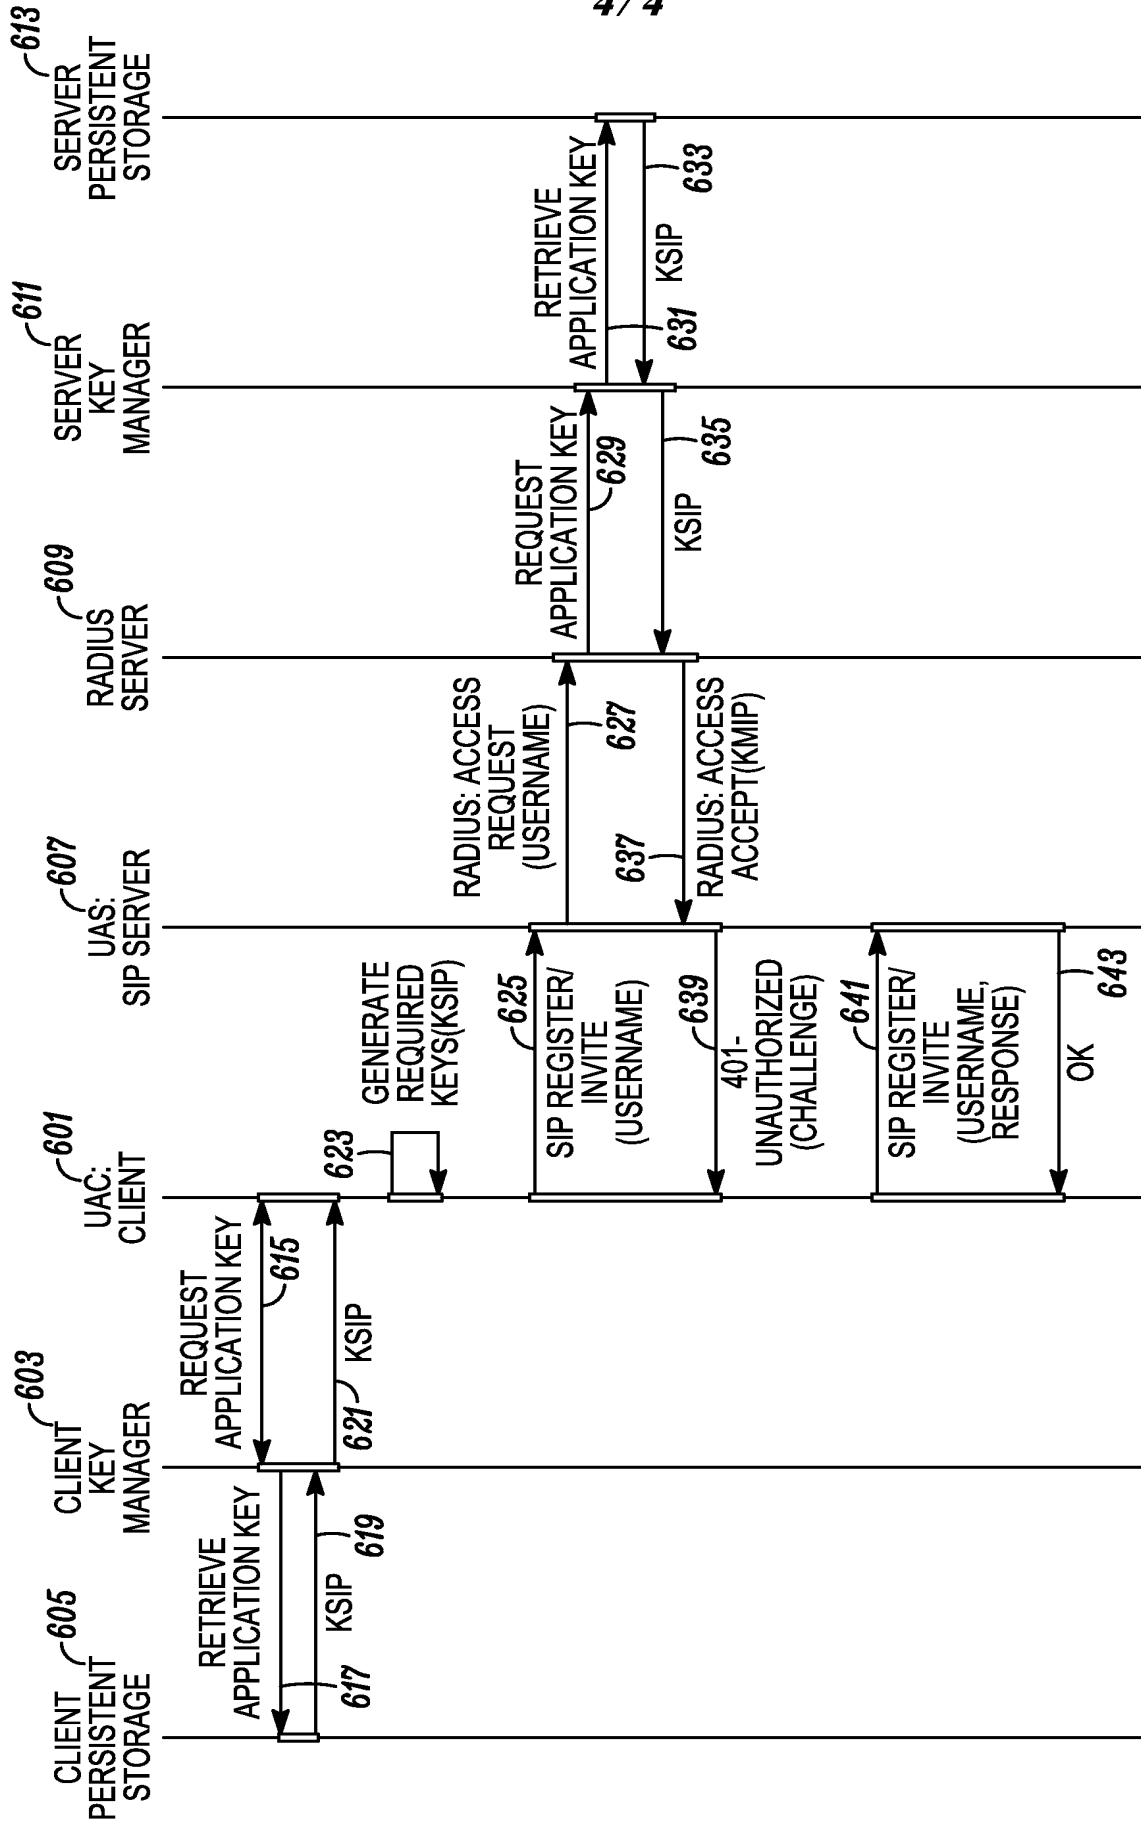 4/4
605
CLIENT
PERSISTENT
STORAGE
603
CLIENT
KEY
MANAGER
601
UAC:
CLIENT
607
UAS:
SIP SERVER
609
RADIUS
SERVER
611
SERVER
KEY
MANAGER
613
SERVER
PERSISTENT
STORAGE
REQUEST
APPLICATION KEY
615
RETRIEVE
APPLICATION KEY
617
KSIP
619
KSIP
621
623
GENERATE
REQUIRED
KEYS(KSIP)
625
SIP REGISTER/
INVITE
(USERNAME)
RADIUS: ACCESS
REQUEST
(USERNAME)
627
REQUEST
APPLICATION KEY
629
RETRIEVE
APPLICATION KEY
631
KSIP
633
KSIP
635
637
RADIUS: ACCESS
ACCEPT(KMIP)
639
401-
UNAUTHORIZED
(CHALLENGE)
641
SIP REGISTER/
INVITE
(USERNAME,
RESPONSE)
OK
643